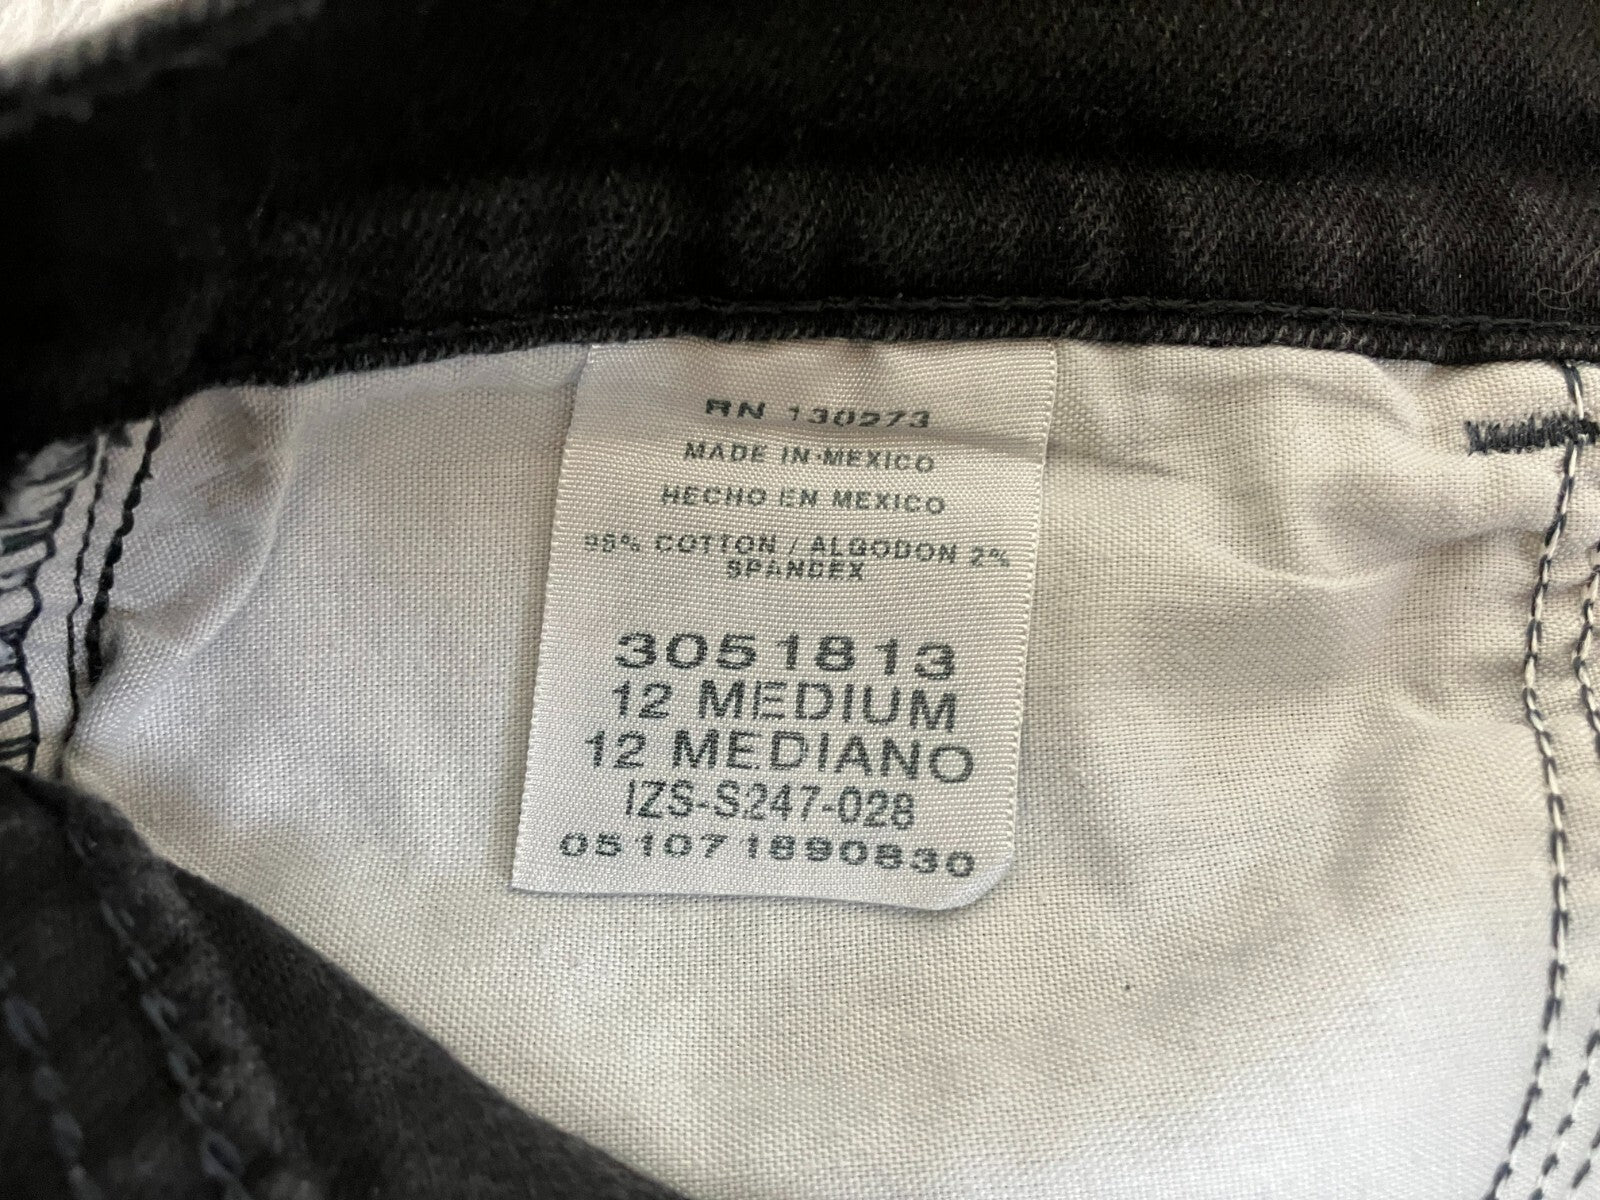 RN 130273
MADE IN MEXICO
HECHO EN MEXICO
98% COTTON / ALGODON 2%
SPANDEX
3051813
12 MEDIUM
12 MEDIANO
IZS-S247-028
051071890830